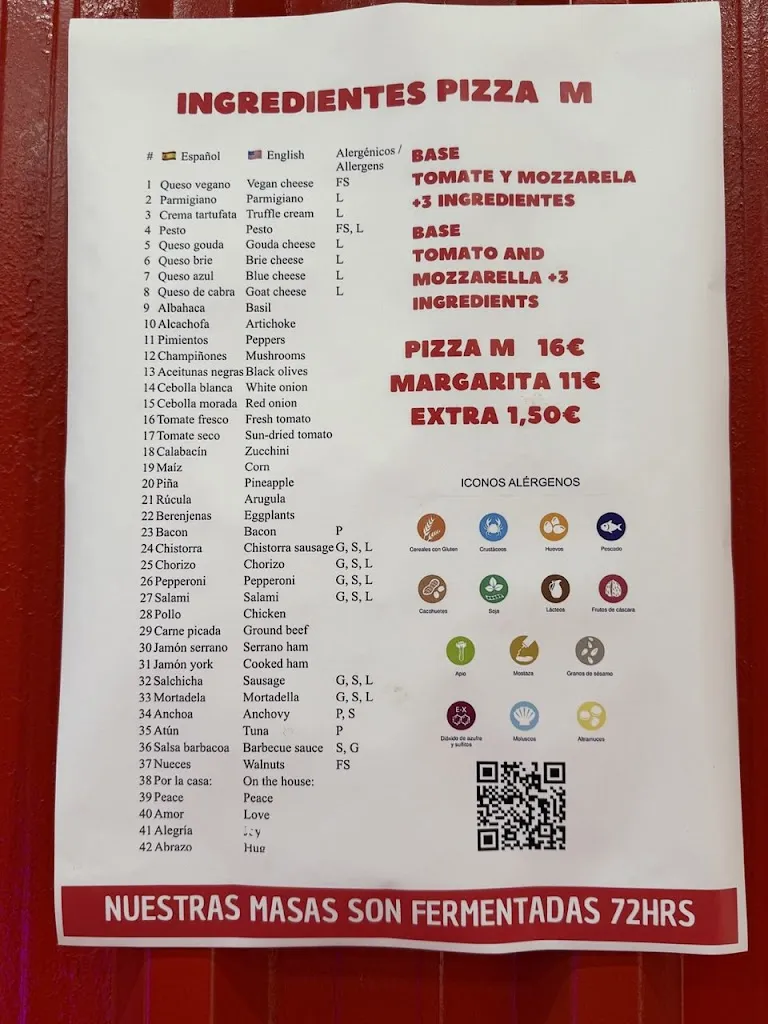 INGREDIENTES PIZZA M
# Español English Alergénicos / Allergens
1 Queso vegano Vegan cheese FS
2 Parmigiano Parmigiano L
3 Crema tartufata Truffle cream L
4 Pesto Pesto FS, L
5 Queso gouda Gouda cheese L
6 Queso brie Brie cheese L
7 Queso azul Blue cheese L
8 Queso de cabra Goat cheese L
9 Albahaca Basil
10 Alcachofa Artichoke
11 Pimientos Peppers
12 Champiñones Mushrooms
13 Aceitunas negras Black olives
14 Cebolla blanca White onion
15 Cebolla morada Red onion
16 Tomate fresco Fresh tomato
17 Tomate seco Sun-dried tomato
18 Calabacín Zucchini
19 Maíz Corn
20 Piña Pineapple
21 Rúcula Arugula
22 Berenjenas Eggplants
23 Bacon Bacon P
24 Chistorra Chistorra sausage G, S, L
25 Chorizo Chorizo G, S, L
26 Pepperoni Pepperoni G, S, L
27 Salami Salami G, S, L
28 Pollo Chicken
29 Carne picada Ground beef
30 Jamón serrano Serrano ham
31 Jamón york Cooked ham
32 Salchicha Sausage G, S, L
33 Mortadela Mortadella G, S, L
34 Anchoa Anchovy P, S
35 Atún Tuna P
36 Salsa barbacoa Barbecue sauce S, G
37 Nueces Walnuts FS
38 Por la casa: On the house:
39 Peace Peace
40 Amor Love
41 Alegría
42 Abrazo Hug
BASE
TOMATE Y MOZZARELA
+3 INGREDIENTES
BASE
TOMATO AND
MOZZARELLA +3
INGREDIENTS
PIZZA M 16€
MARGARITA 11€
EXTRA 1,50€
ICONOS ALÉRGENOS
Cereales con Gluten Crustáceos Huevos Pescado
Cacahuetes Soja Lácteos Frutos de cáscara
Apio Mostaza Granos de sésamo
E-X
Dióxido de azufre y sulfitos Moluscos Altramuces
NUESTRAS MASAS SON FERMENTADAS 72HRS